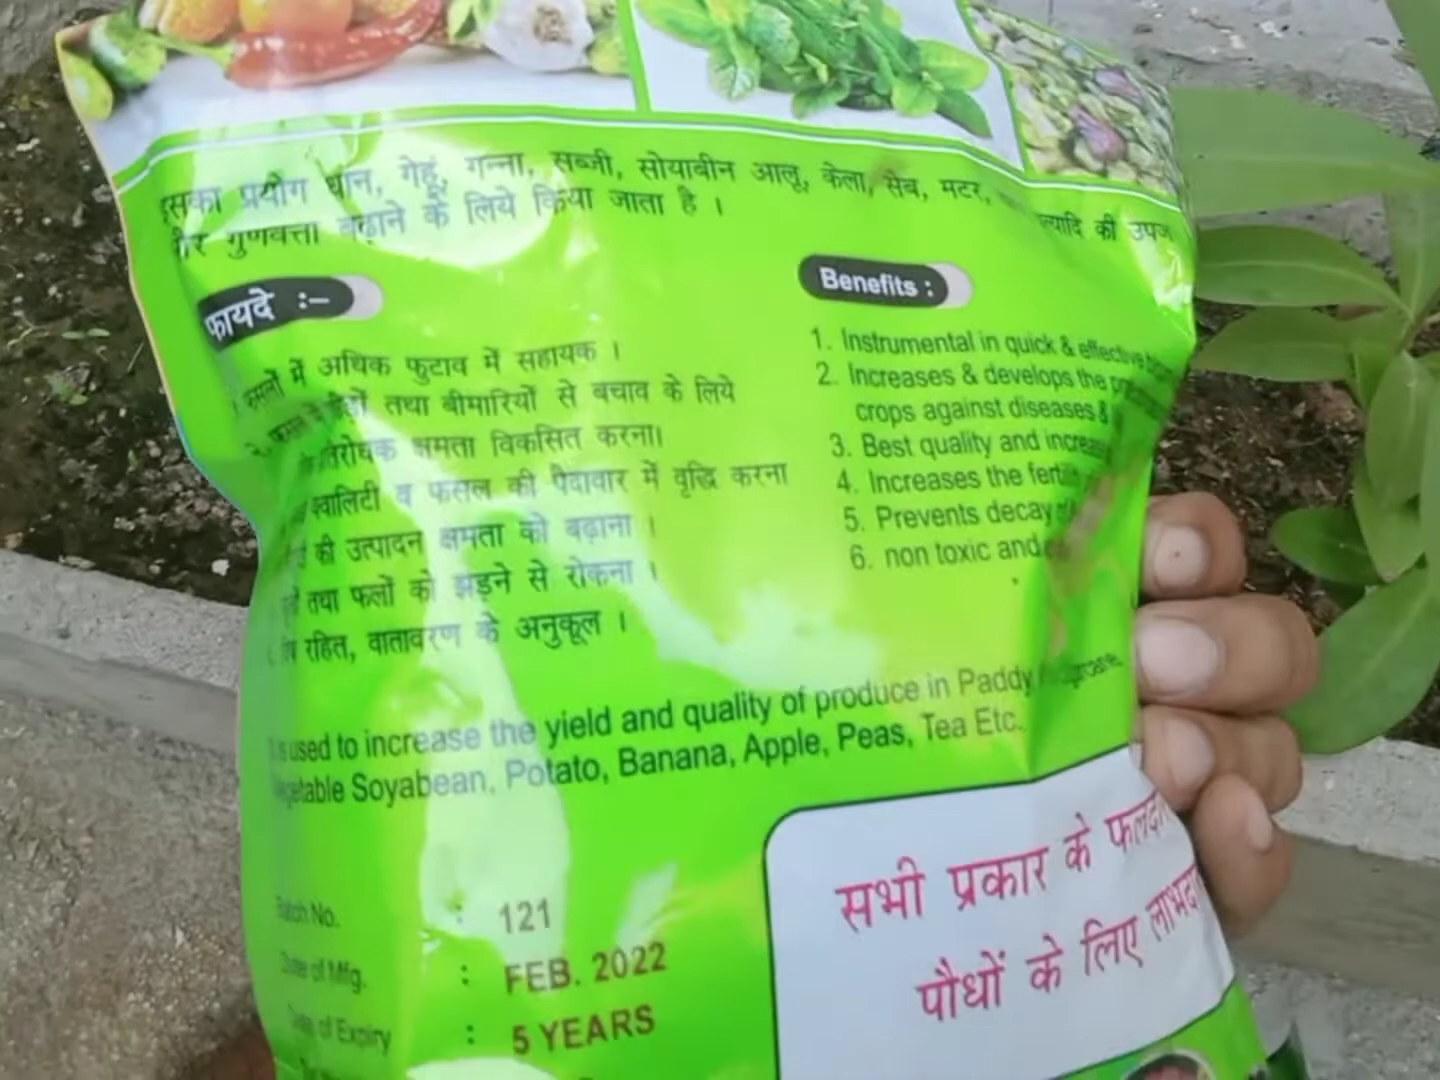 इसका प्रयोग धान, गेहूं, गन्ना, सब्जी, सोयाबीन आलू, केला, सेब, मटर, की उपज
और गुणवत्ता बढ़ाने के लिये किया जाता है ।
फायदे :–
फसलों में अधिक फुटाव में सहायक ।
तथा बीमारियों से बचाव के लिये
क्षमता विकसित करना।
क्वालिटी व फसल की पैदावार में वृद्धि करना
की उत्पादन क्षमता को बढ़ाना ।
तथा फलों को झड़ने से रोकना ।
रहित, वातावरण के अनुकूल ।
Benefits :
1. Instrumental in quick & effective
2. Increases & develops the
crops against diseases &
3. Best quality and
4. Increases the
5. Prevents decay
6. non toxic and
used to increase the yield and quality of produce in Paddy
Soyabean, Potato, Banana, Apple, Peas, Tea Etc.
Batch No. : 121
Date of Mfg. : FEB. 2022
Date of Expiry : 5 YEARS
सभी प्रकार के
पौधों के लिए